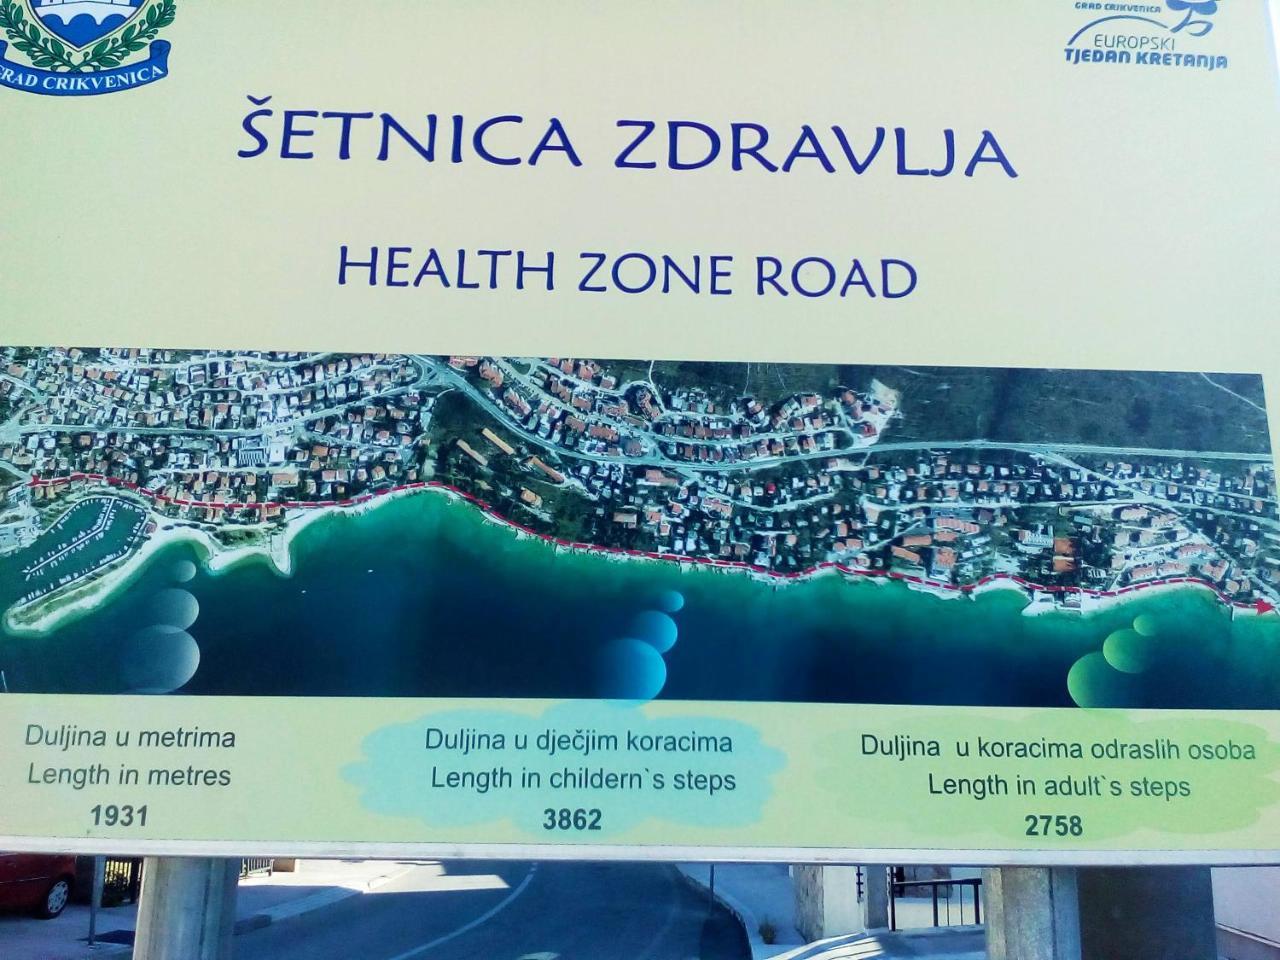 GRAD CRIKVENICA
GRAD CRIKVENICA
EUROPSKI
TJEDAN KRETANJA
ŠETNICA ZDRAVLJA
HEALTH ZONE ROAD
Duljina u metrima
Length in metres
1931
Duljina u dječjim koracima
Length in childern`s steps
3862
Duljina u koracima odraslih osoba
Length in adult`s steps
2758